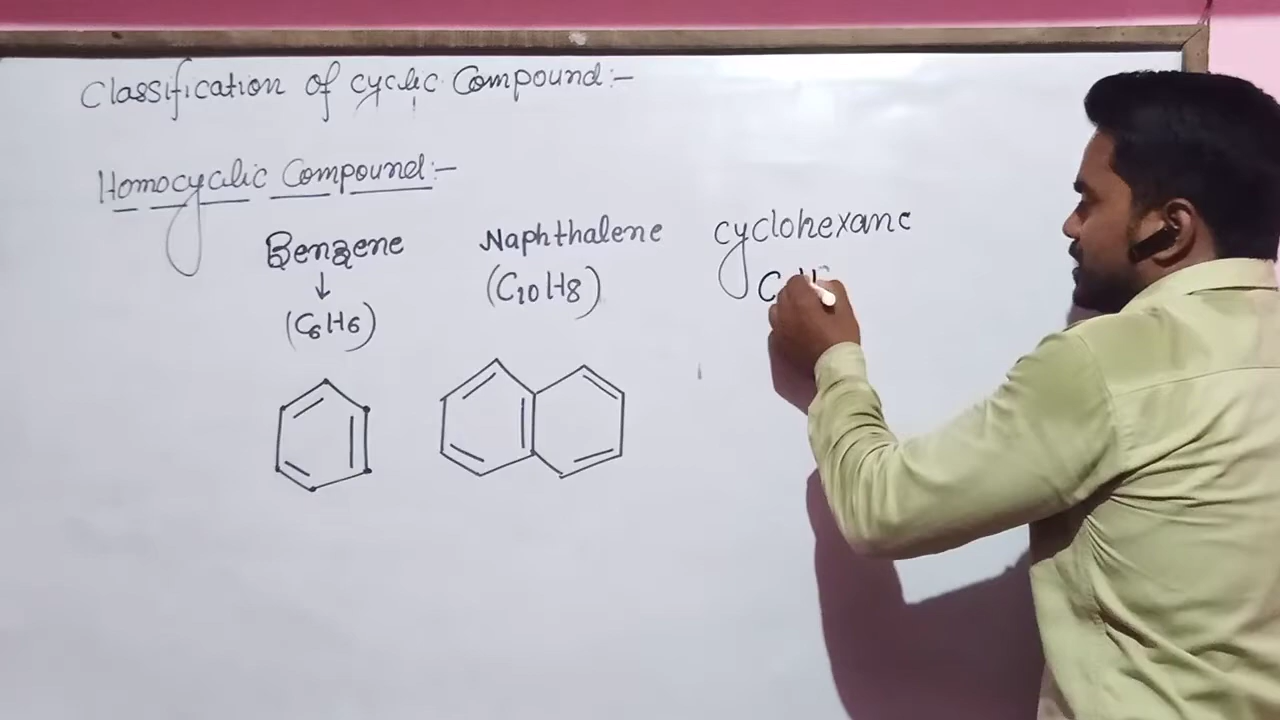 Classification of cyclic Compound:-
Homocyclic Compound:-
Benzene Naphthalene cyclohexane
(C10H8)
(C6H6)